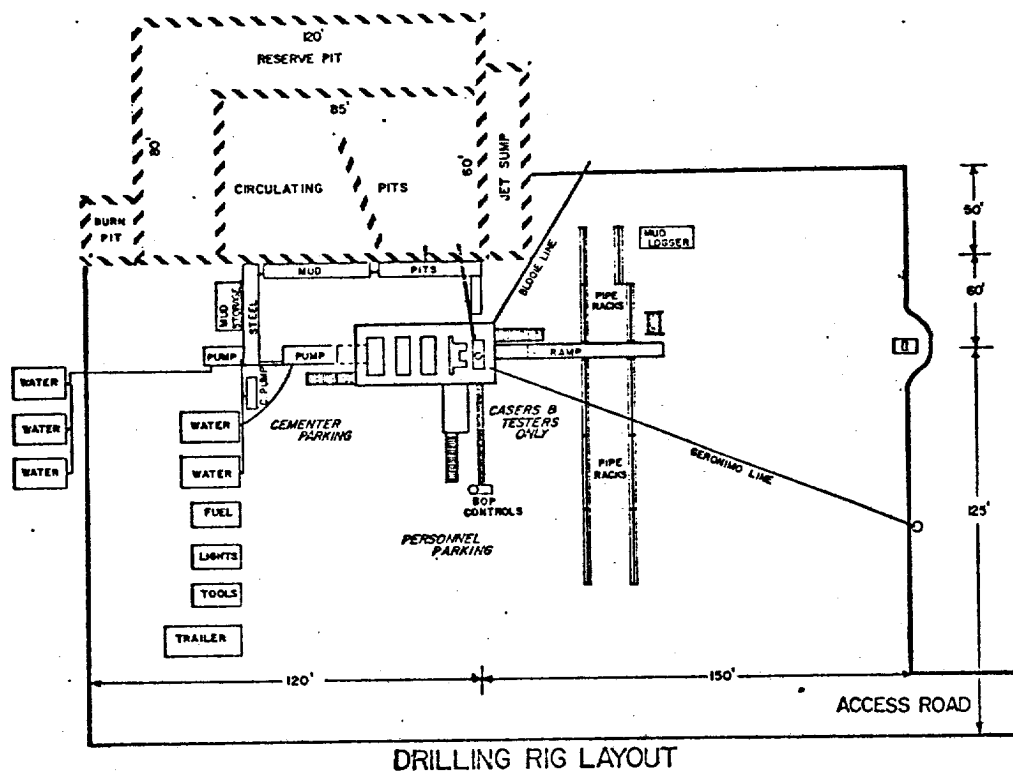 120'
RESERVE PIT
85'
80'
60'
JET SUMP
CIRCULATING PITS
BURN
PIT
50'
MUD
LOGGER
BLOOIE LINE
MUD PITS
60'
MUD
STORAGE
STEEL
PIPE
RACKS
PUMP
PUMP
RAMP
WATER
C. PUMP
CASERS &
TESTERS
ONLY
WATER
CEMENTER
PARKING
WATER
WATER
WATER
PIPE
RACKS
GERONIMO LINE
BOP
CONTROLS
FUEL
125'
PERSONNEL
PARKING
LIGHTS
TOOLS
TRAILER
120'
150'
ACCESS ROAD
DRILLING RIG LAYOUT